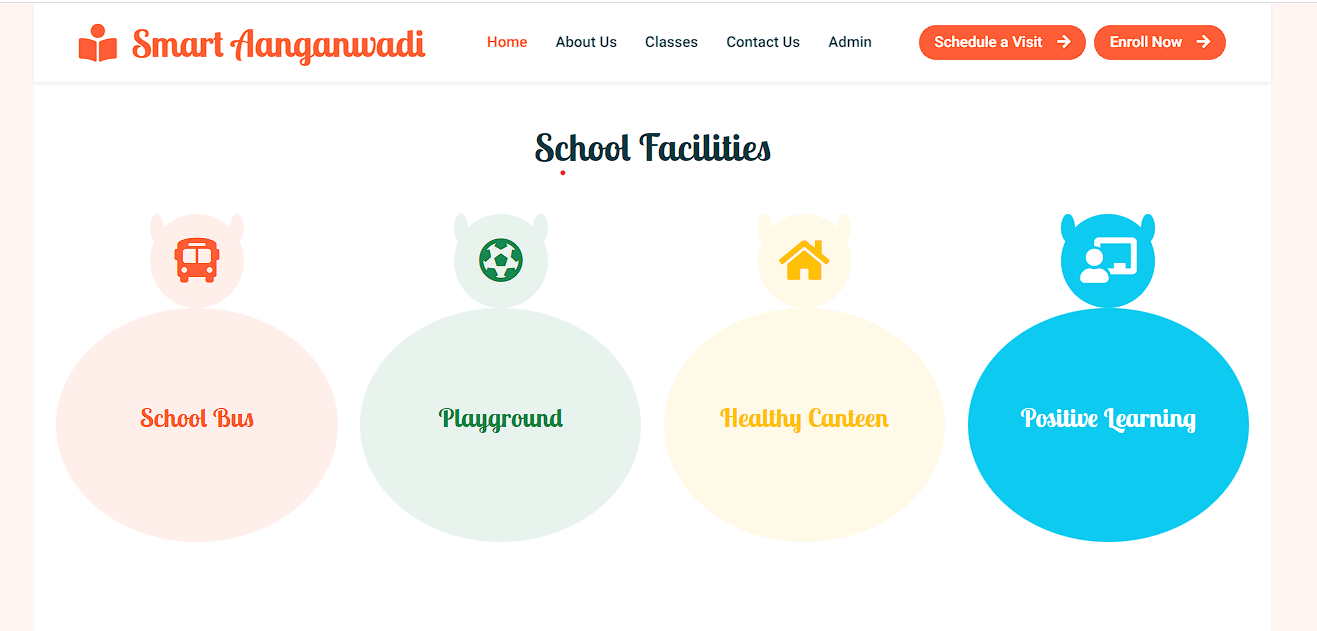 Smart Aanganwadi
Home About Us Classes Contact Us Admin Schedule a Visit Enroll Now
School Facilities
School Bus Playground Healthy Canteen Positive Learning